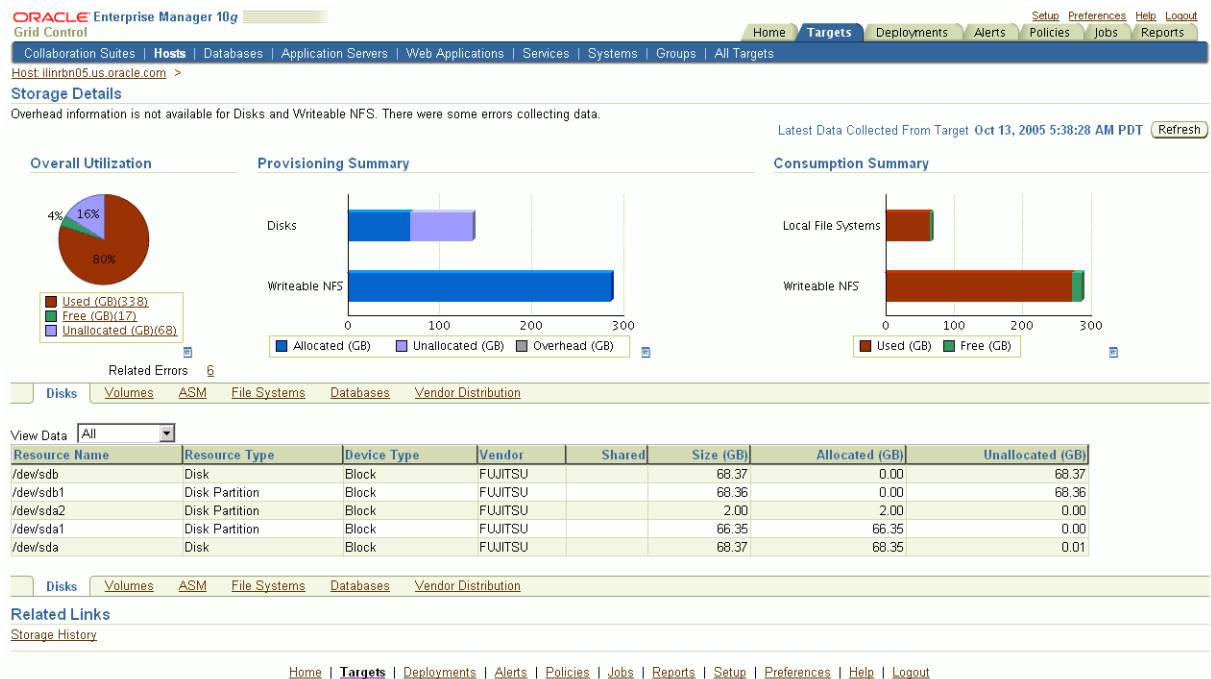 ORACLE Enterprise Manager 10g
Grid Control
Setup Preferences Help Logout
Home Targets Deployments Alerts Policies Jobs Reports
Collaboration Suites | Hosts | Databases | Application Servers | Web Applications | Services | Systems | Groups | All Targets
Host: ilinrbn05.us.oracle.com >
Storage Details
Overhead information is not available for Disks and Writeable NFS. There were some errors collecting data.
Latest Data Collected From Target Oct 13, 2005 5:38:28 AM PDT Refresh
Overall Utilization
4% 16%
80%
Used (GB)(338)
Free (GB)(17)
Unallocated (GB)(68)
Provisioning Summary
Disks
Writeable NFS
0 100 200 300
Allocated (GB) Unallocated (GB) Overhead (GB)
Consumption Summary
Local File Systems
Writeable NFS
0 100 200 300
Used (GB) Free (GB)
Related Errors 6
Disks Volumes ASM File Systems Databases Vendor Distribution
View Data All
Resource Name Resource Type Device Type Vendor Shared Size (GB) Allocated (GB) Unallocated (GB)
/dev/sdb Disk Block FUJITSU 68.37 0.00 68.37
/dev/sdb1 Disk Partition Block FUJITSU 68.36 0.00 68.36
/dev/sda2 Disk Partition Block FUJITSU 2.00 2.00 0.00
/dev/sda1 Disk Partition Block FUJITSU 66.35 66.35 0.00
/dev/sda Disk Block FUJITSU 68.37 68.35 0.01
Disks Volumes ASM File Systems Databases Vendor Distribution
Related Links
Storage History
Home | Targets | Deployments | Alerts | Policies | Jobs | Reports | Setup | Preferences | Help | Logout